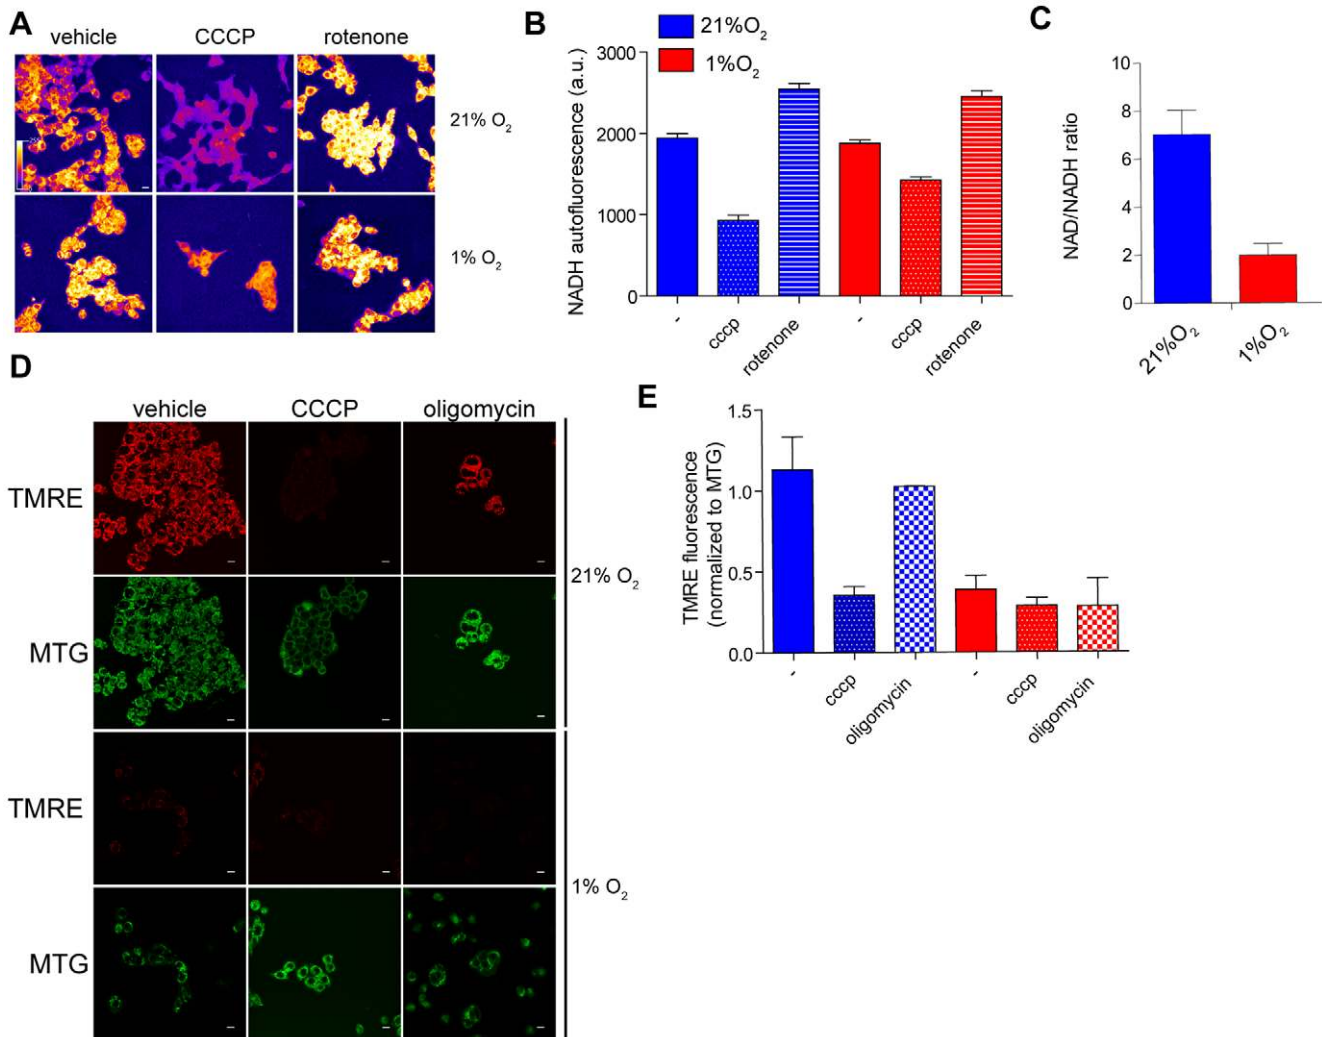 A
vehicle CCCP rotenone
21% O2
1% O2
B
21%O2
1%O2
NADH autofluorescence (a.u.)
3000
2000
1000
0
- cccp rotenone - cccp rotenone
C
NAD/NADH ratio
10
8
6
4
2
0
21%O2 1%O2
D
vehicle CCCP oligomycin
TMRE
MTG
21% O2
TMRE
MTG
1% O2
E
TMRE fluorescence
(normalized to MTG)
1.5
1.0
0.5
0.0
- cccp oligomycin - cccp oligomycin